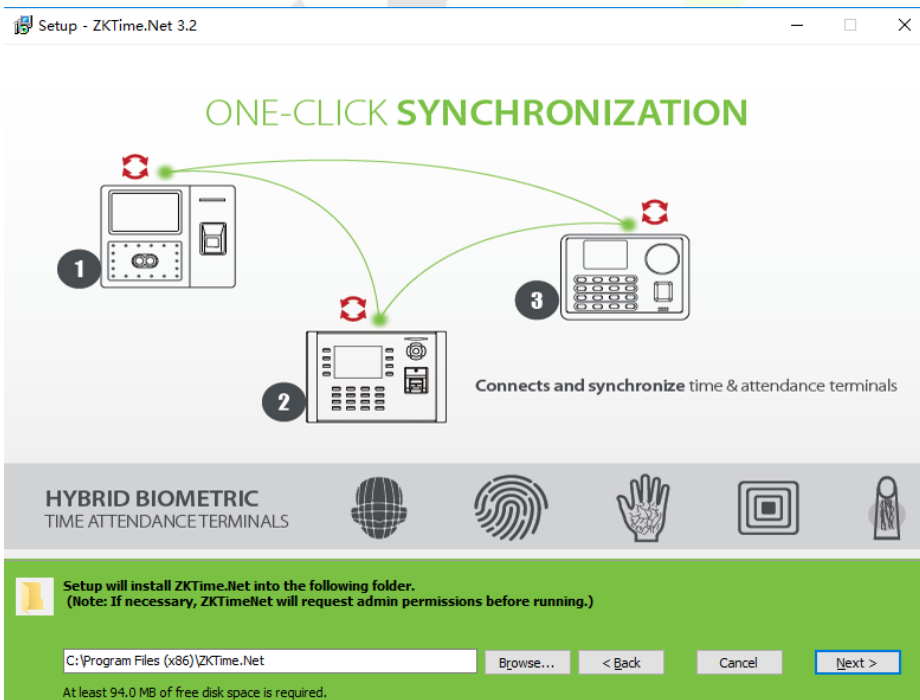 Setup - ZKTime.Net 3.2
ONE-CLICK SYNCHRONIZATION
1
3
2
Connects and synchronize time & attendance terminals
HYBRID BIOMETRIC
TIME ATTENDANCE TERMINALS
Setup will install ZKTime.Net into the following folder.
(Note: If necessary, ZKTimeNet will request admin permissions before running.)
C:\Program Files (x86)\ZKTime.Net
Browse...
< Back
Cancel
Next >
At least 94.0 MB of free disk space is required.